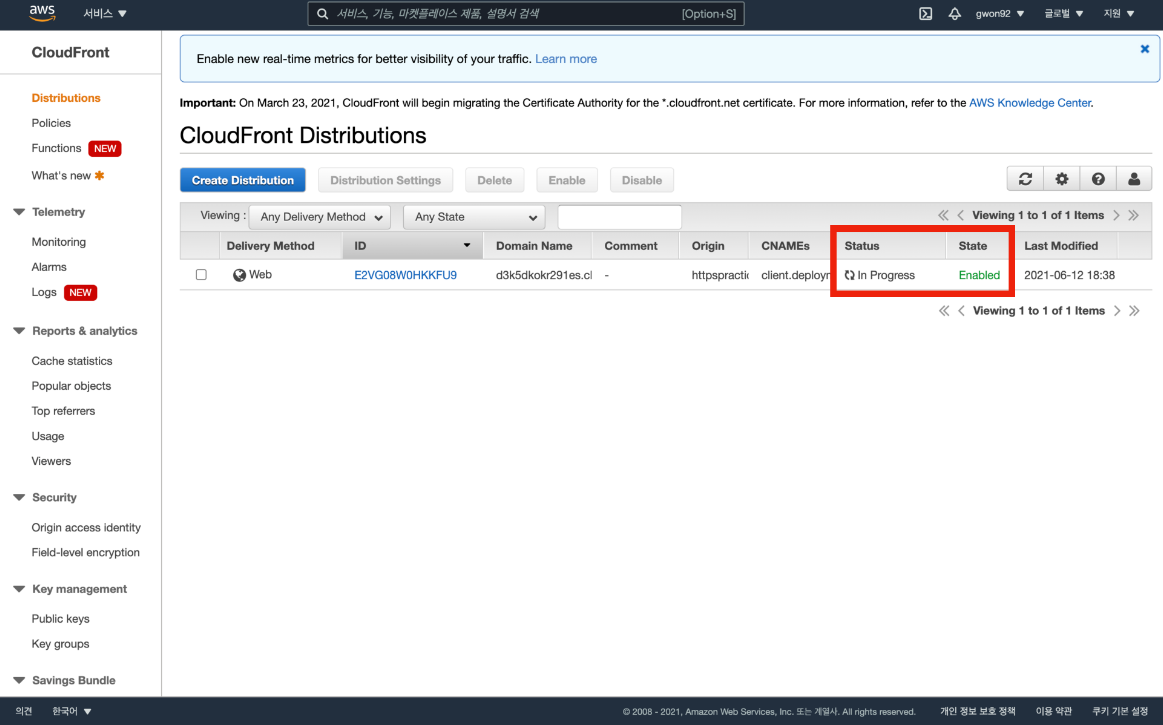 aws 서비스 서비스, 기능, 마켓플레이스 제품, 설명서 검색 [Option+S] gwon92 글로벌 지원
CloudFront
Distributions
Policies
Functions NEW
What's new
Telemetry
Monitoring
Alarms
Logs NEW
Reports & analytics
Cache statistics
Popular objects
Top referrers
Usage
Viewers
Security
Origin access identity
Field-level encryption
Key management
Public keys
Key groups
Savings Bundle
Enable new real-time metrics for better visibility of your traffic. Learn more
Important: On March 23, 2021, CloudFront will begin migrating the Certificate Authority for the *.cloudfront.net certificate. For more information, refer to the AWS Knowledge Center.
CloudFront Distributions
Create Distribution Distribution Settings Delete Enable Disable
Viewing : Any Delivery Method Any State Viewing 1 to 1 of 1 Items
Delivery Method ID Domain Name Comment Origin CNAMEs Status State Last Modified
Web E2VG08W0HKKFU9 d3k5dkokr291es.cl - httpspractic client.deployn In Progress Enabled 2021-06-12 18:38
Viewing 1 to 1 of 1 Items
의견 한국어 © 2008 - 2021, Amazon Web Services, Inc. 또는 계열사. All rights reserved. 개인 정보 보호 정책 이용 약관 쿠키 기본 설정